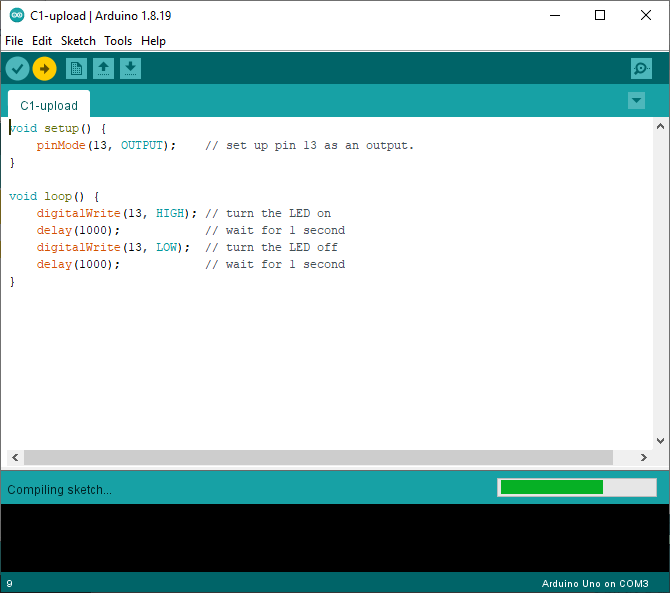 C1-upload | Arduino 1.8.19
File Edit Sketch Tools Help
C1-upload
void setup() {
    pinMode(13, OUTPUT);    // set up pin 13 as an output.
}

void loop() {
    digitalWrite(13, HIGH); // turn the LED on
    delay(1000);            // wait for 1 second
    digitalWrite(13, LOW);  // turn the LED off
    delay(1000);            // wait for 1 second
}
Compiling sketch...
9 Arduino Uno on COM3